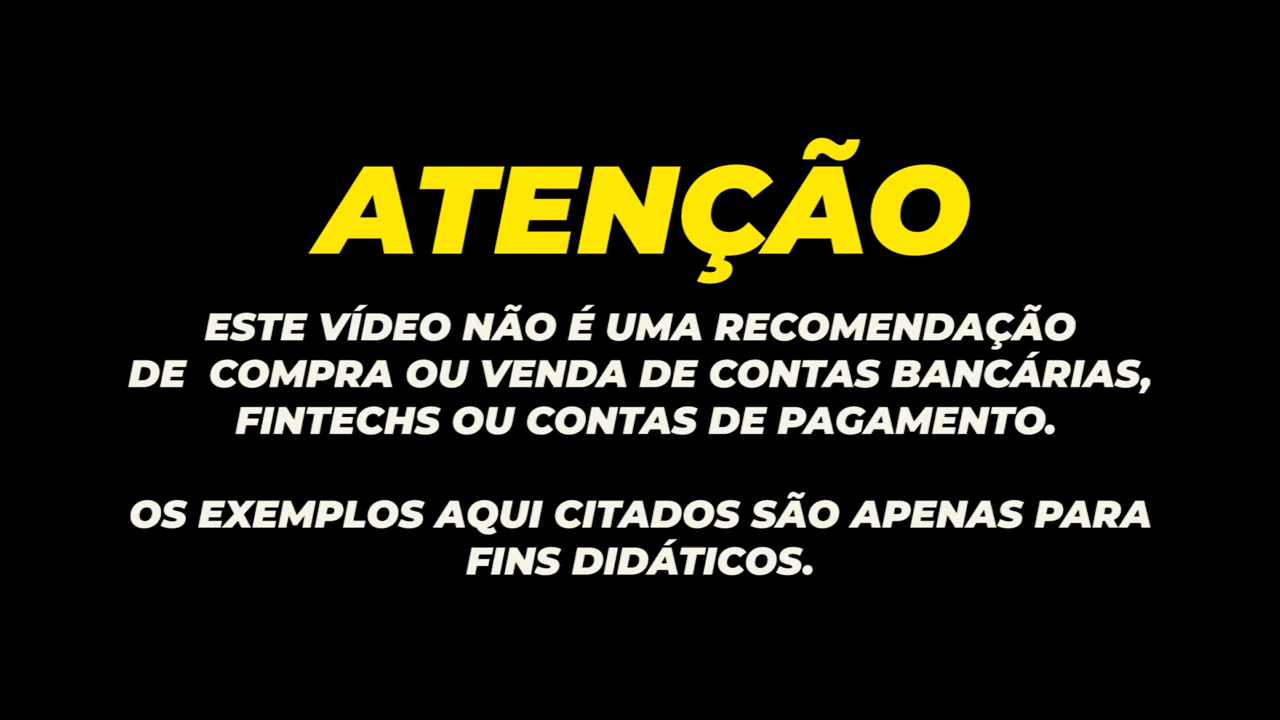 ATENÇÃO
ESTE VÍDEO NÃO É UMA RECOMENDAÇÃO
DE COMPRA OU VENDA DE CONTAS BANCÁRIAS,
FINTECHS OU CONTAS DE PAGAMENTO.
OS EXEMPLOS AQUI CITADOS SÃO APENAS PARA
FINS DIDÁTICOS.